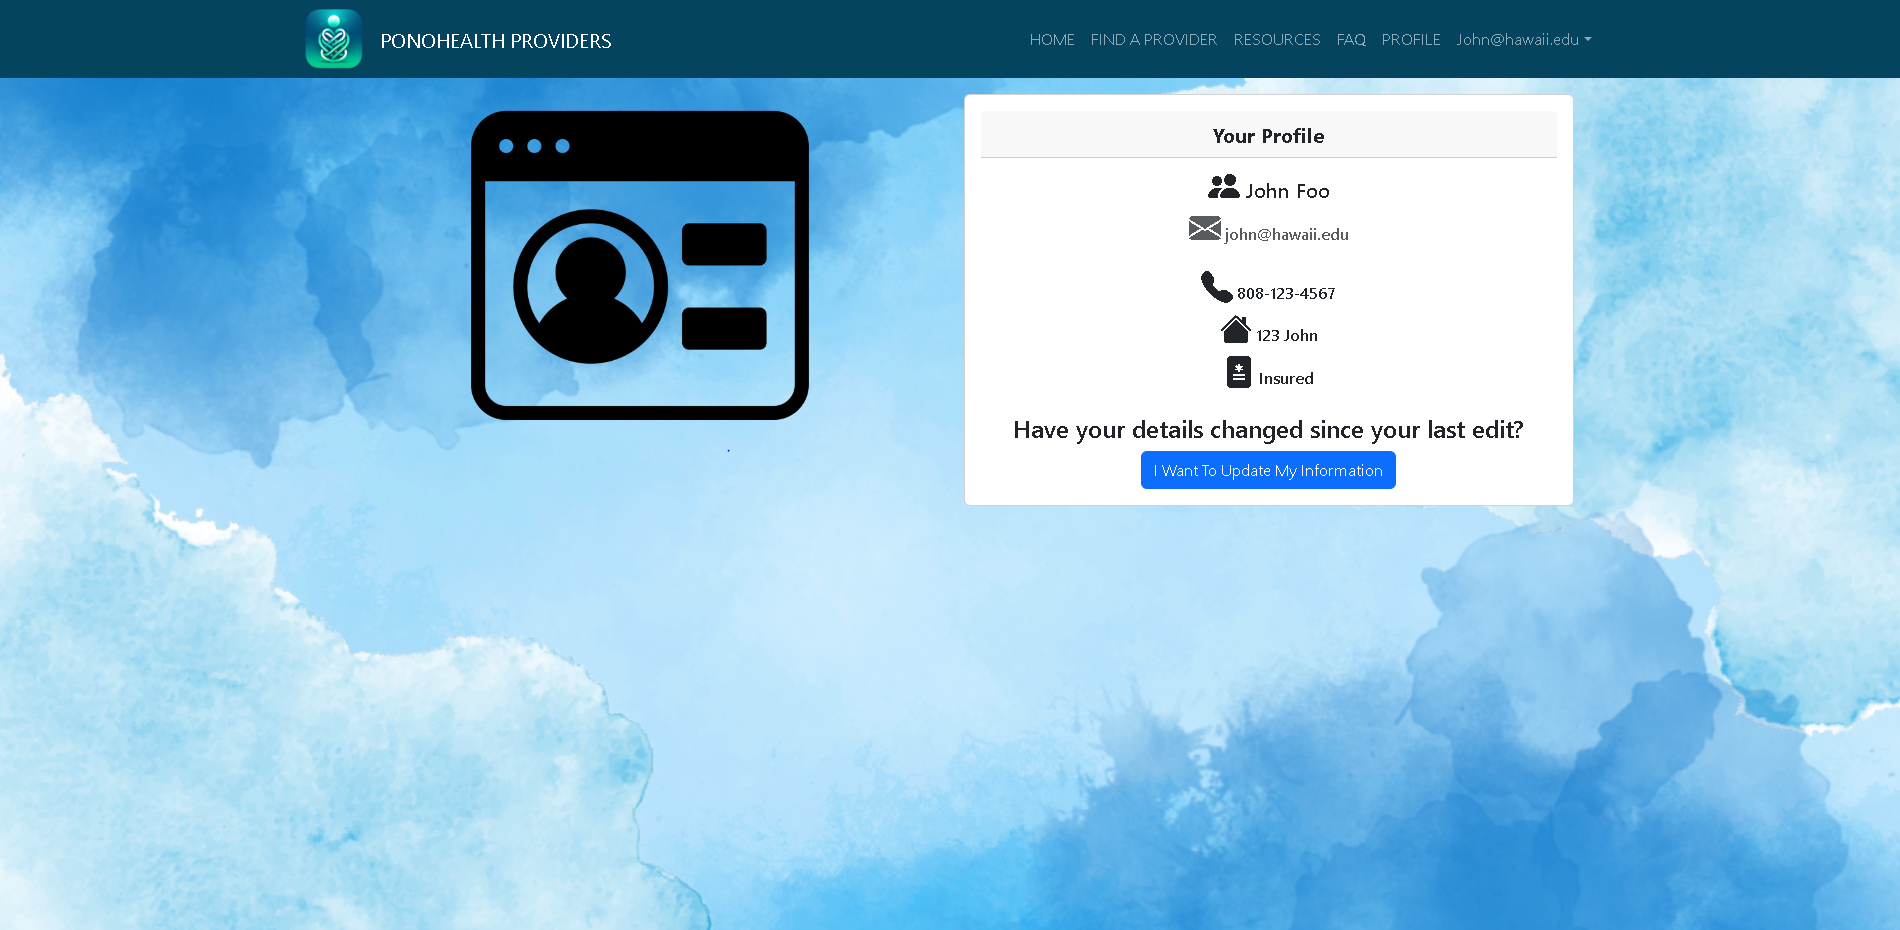 PONOHEALTH PROVIDERS
HOME FIND A PROVIDER RESOURCES FAQ PROFILE John@hawaii.edu
Your Profile
John Foo
john@hawaii.edu
808-123-4567
123 John
Insured
Have your details changed since your last edit?
I Want To Update My Information